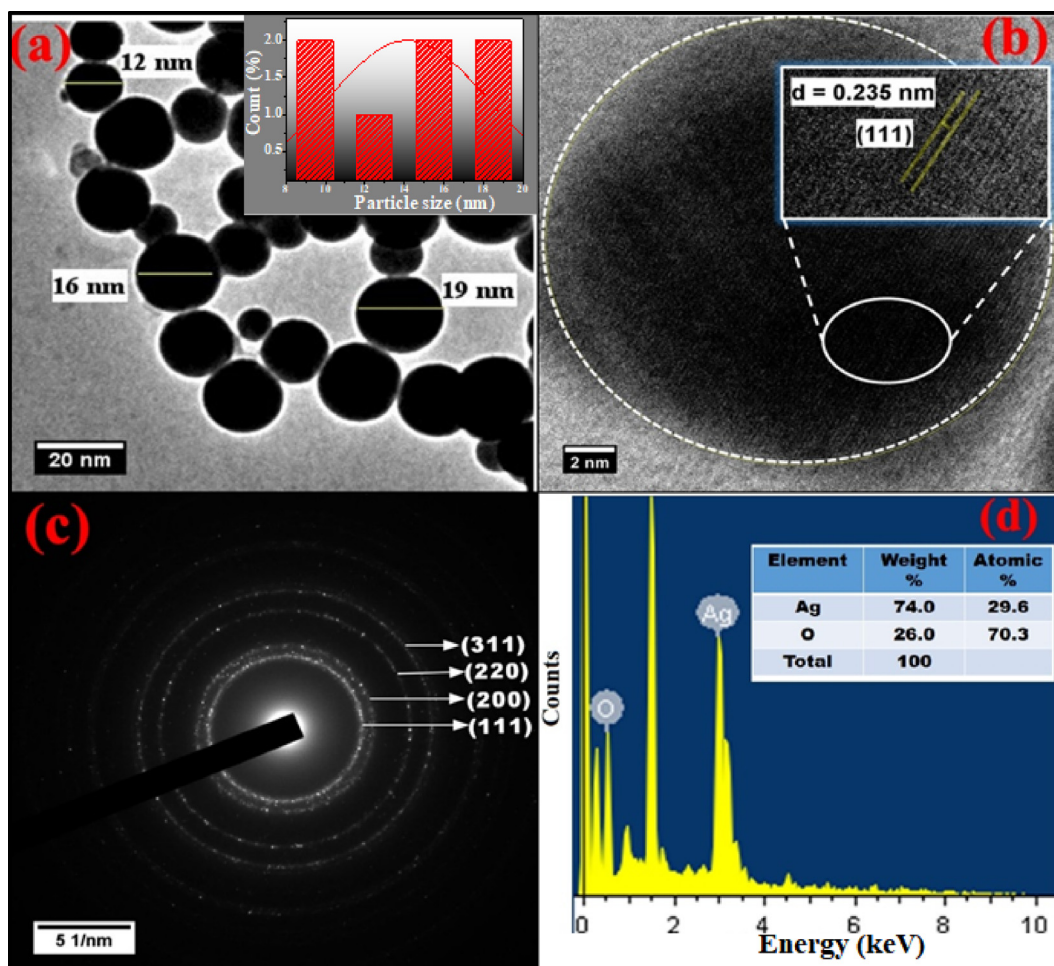 (a)
12 nm
16 nm
19 nm
20 nm
Count (%)
2.0
1.5
1.0
0.5
8 10 12 14 16 18 20
Particle size (nm)
(b)
d = 0.235 nm
(111)
2 nm
(c)
(311)
(220)
(200)
(111)
5 1/nm
(d)
Element Weight % Atomic %
Ag 74.0 29.6
O 26.0 70.3
Total 100
Ag
O
Counts
0 2 4 6 8 10
Energy (keV)